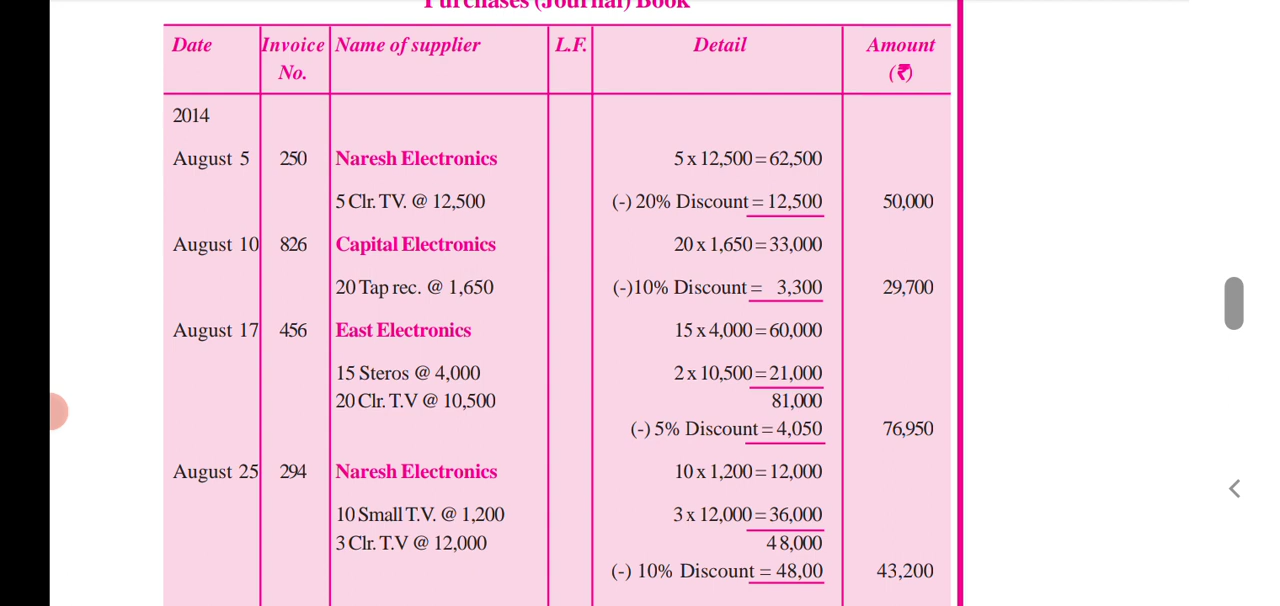 Purchases (Journal) Book
Date Invoice No. Name of supplier L.F. Detail Amount (₹)
2014
August 5 250 Naresh Electronics 5 x 12,500 = 62,500
5 Clr. TV. @ 12,500 (-) 20% Discount = 12,500 50,000
August 10 826 Capital Electronics 20 x 1,650 = 33,000
20 Tap rec. @ 1,650 (-)10% Discount = 3,300 29,700
August 17 456 East Electronics 15 x 4,000 = 60,000
15 Steros @ 4,000 2 x 10,500 = 21,000
20 Clr. T.V @ 10,500 81,000
(-) 5% Discount = 4,050 76,950
August 25 294 Naresh Electronics 10 x 1,200 = 12,000
10 Small T.V. @ 1,200 3 x 12,000 = 36,000
3 Clr. T.V @ 12,000 48,000
(-) 10% Discount = 48,00 43,200